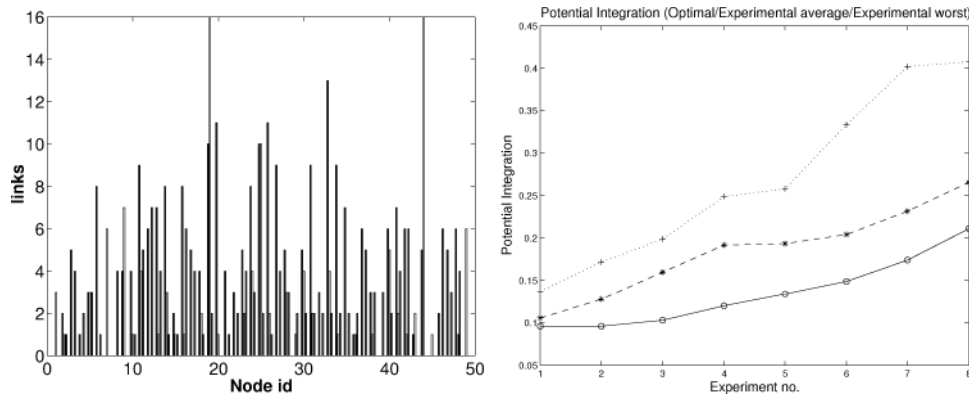 16
14
12
10
8
6
4
2
0
links
0 10 20 30 40 50
Node id
Potential Integration (Optimal/Experimental average/Experimental worst)
0.45
0.4
0.35
0.3
0.25
0.2
0.15
0.1
0.05
Potential Integration
1 2 3 4 5 6 7 8
Experiment no.